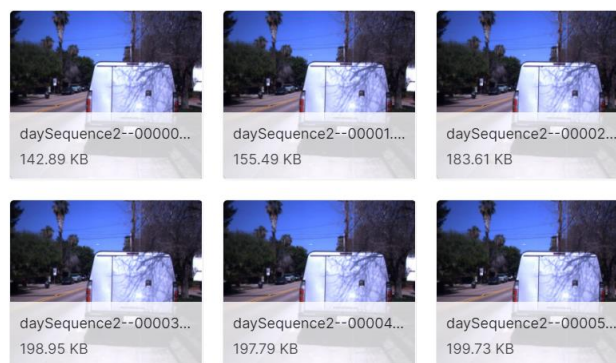 daySequence2--00000...
142.89 KB
daySequence2--00001....
155.49 KB
daySequence2--00002...
183.61 KB
daySequence2--00003...
198.95 KB
daySequence2--00004...
197.79 KB
daySequence2--00005...
199.73 KB